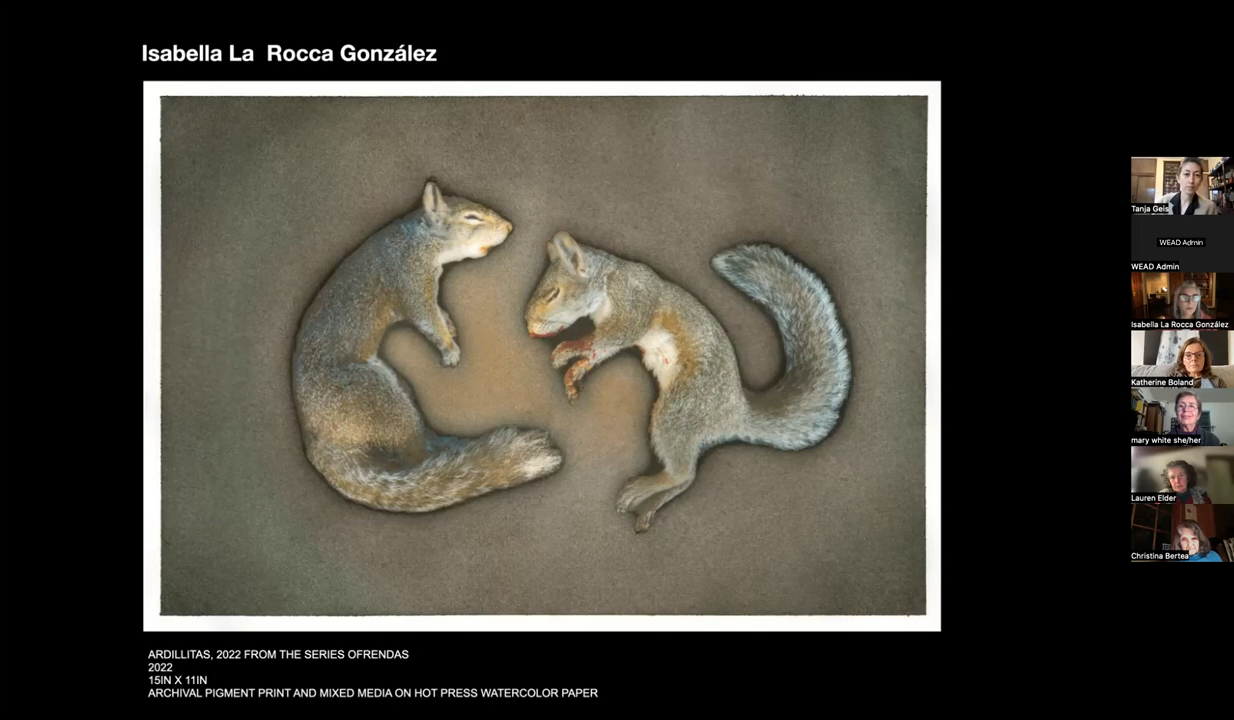 Isabella La  Rocca González
Tanja Geis
WEAD Admin
WEAD Admin
Isabella La Rocca González
Katherine Boland
mary white she/her
Lauren Elder
Christina Bertea
ARDILLITAS, 2022 FROM THE SERIES OFRENDAS
2022
15IN X 11IN
ARCHIVAL PIGMENT PRINT AND MIXED MEDIA ON HOT PRESS WATERCOLOR PAPER